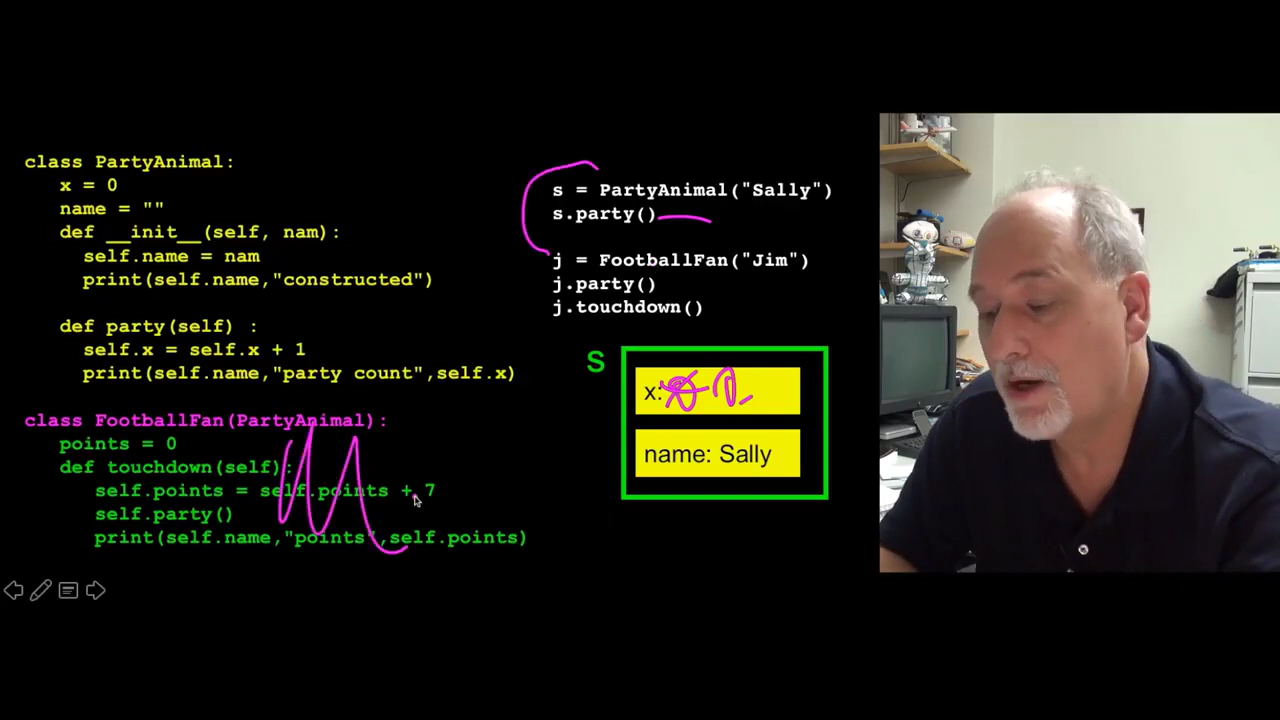 class PartyAnimal:
x = 0
name = ""
def __init__(self, nam):
self.name = nam
print(self.name,"constructed")
def party(self) :
self.x = self.x + 1
print(self.name,"party count",self.x)
class FootballFan(PartyAnimal):
points = 0
def touchdown(self):
self.points = self.points + 7
self.party()
print(self.name,"points",self.points)
s = PartyAnimal("Sally")
s.party()
j = FootballFan("Jim")
j.party()
j.touchdown()
S
x:
name: Sally